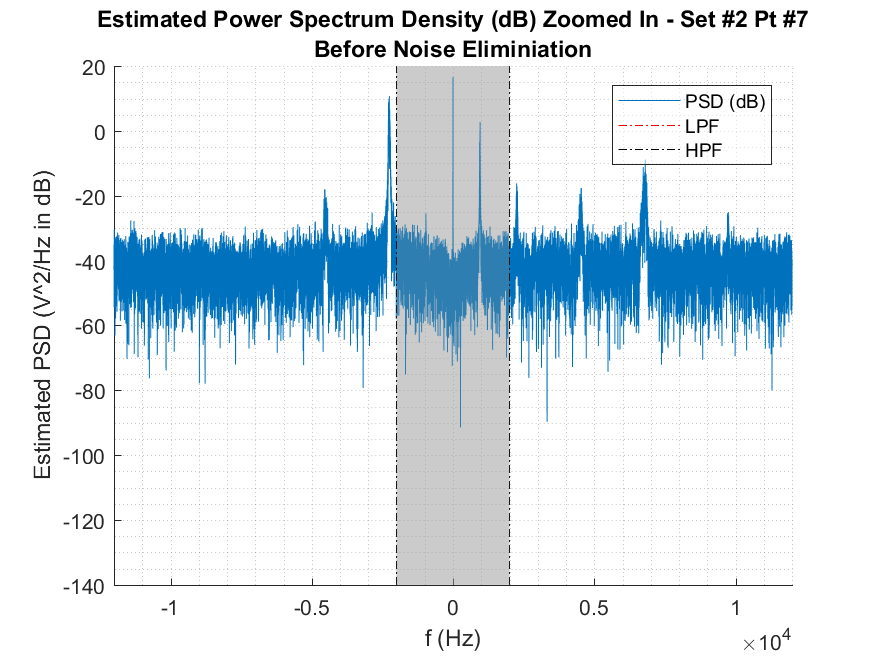 Estimated Power Spectrum Density (dB) Zoomed In - Set #2 Pt #7
Before Noise Eliminiation
20
0
-20
-40
-60
-80
-100
-120
-140
Estimated PSD (V^2/Hz in dB)
PSD (dB)
LPF
HPF
-1
-0.5
0
0.5
1
×10⁴
f (Hz)